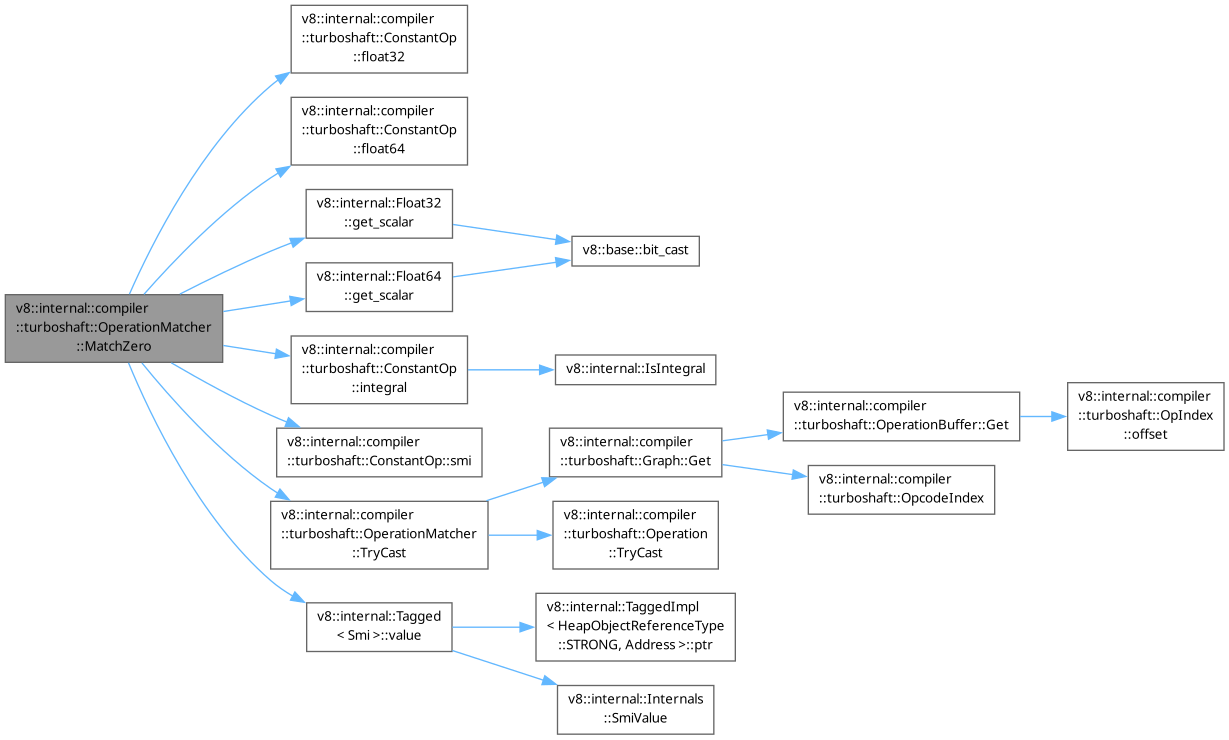 v8::internal::compiler
::turboshaft::ConstantOp
::float32
v8::internal::compiler
::turboshaft::ConstantOp
::float64
v8::internal::Float32
::get_scalar
v8::base::bit_cast
v8::internal::Float64
::get_scalar
v8::internal::compiler
::turboshaft::OperationMatcher
::MatchZero
v8::internal::compiler
::turboshaft::ConstantOp
::integral
v8::internal::IsIntegral
v8::internal::compiler
::turboshaft::ConstantOp::smi
v8::internal::compiler
::turboshaft::Graph::Get
v8::internal::compiler
::turboshaft::OperationBuffer::Get
v8::internal::compiler
::turboshaft::OpIndex
::offset
v8::internal::compiler
::turboshaft::OpcodeIndex
v8::internal::compiler
::turboshaft::OperationMatcher
::TryCast
v8::internal::compiler
::turboshaft::Operation
::TryCast
v8::internal::Tagged
< Smi >::value
v8::internal::TaggedImpl
< HeapObjectReferenceType
::STRONG, Address >::ptr
v8::internal::Internals
::SmiValue